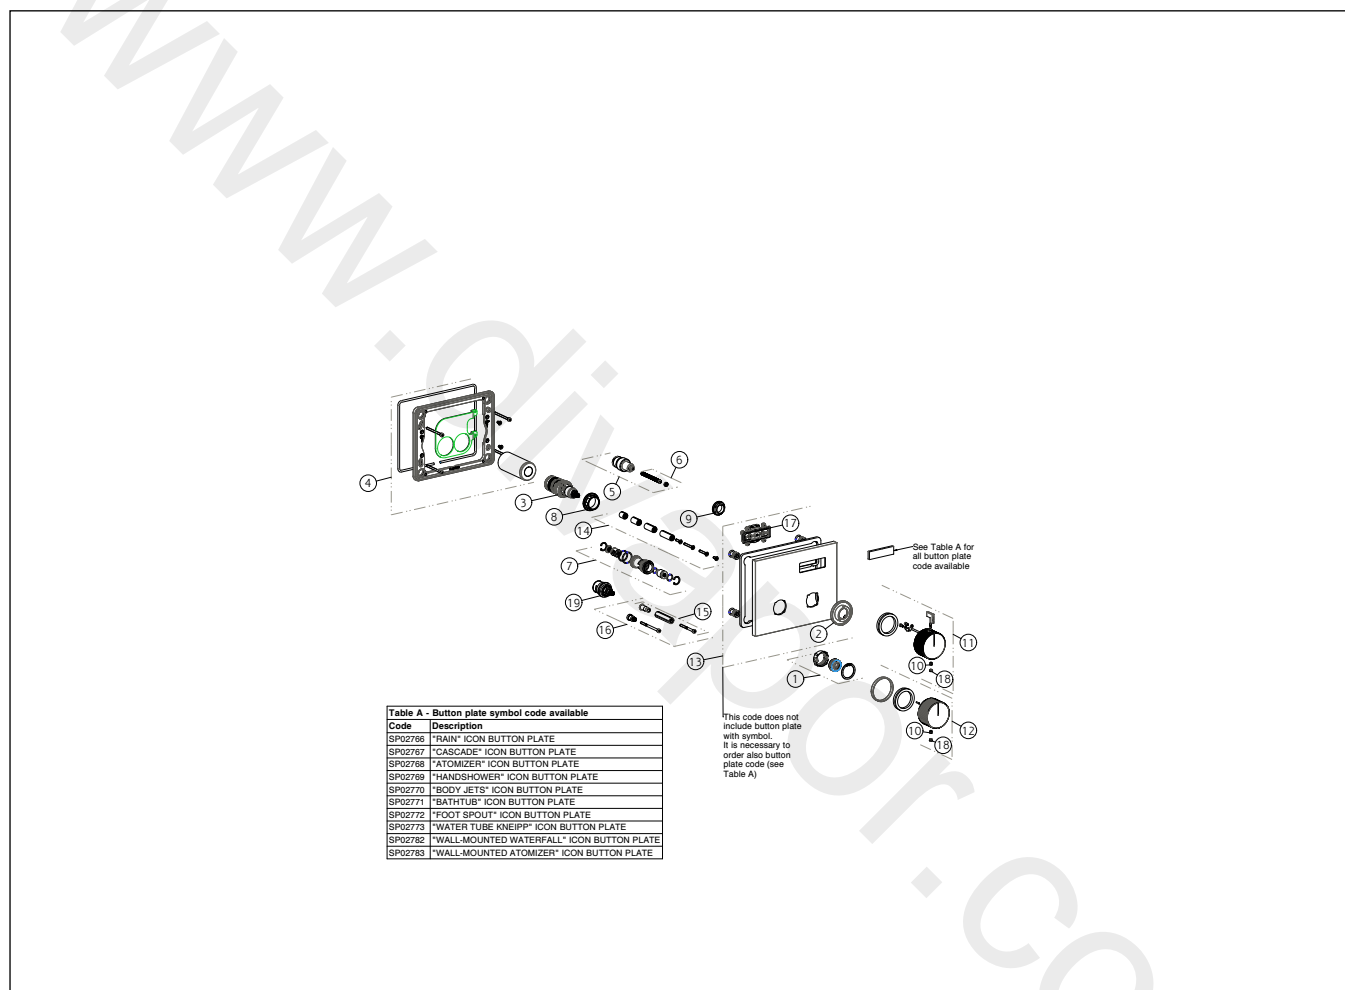 www.divapor.co
4
6
5
3
8
9
14
17
7
See Table A for
all button plate
code available
19
15
16
2
11
13
10
1
18
12
10
18
This code does not
include button plate
with symbol.
It is necessary to
order also button
plate code (see
Table A)
Table A - Button plate symbol code available
Code Description
SP02766 "RAIN" ICON BUTTON PLATE
SP02767 "CASCADE" ICON BUTTON PLATE
SP02768 "ATOMIZER" ICON BUTTON PLATE
SP02769 "HANDSHOWER" ICON BUTTON PLATE
SP02770 "BODY JETS" ICON BUTTON PLATE
SP02771 "BATHTUB" ICON BUTTON PLATE
SP02772 "FOOT SPOUT" ICON BUTTON PLATE
SP02773 "WATER TUBE KNEIPP" ICON BUTTON PLATE
SP02782 "WALL-MOUNTED WATERFALL" ICON BUTTON PLATE
SP02783 "WALL-MOUNTED ATOMIZER" ICON BUTTON PLATE